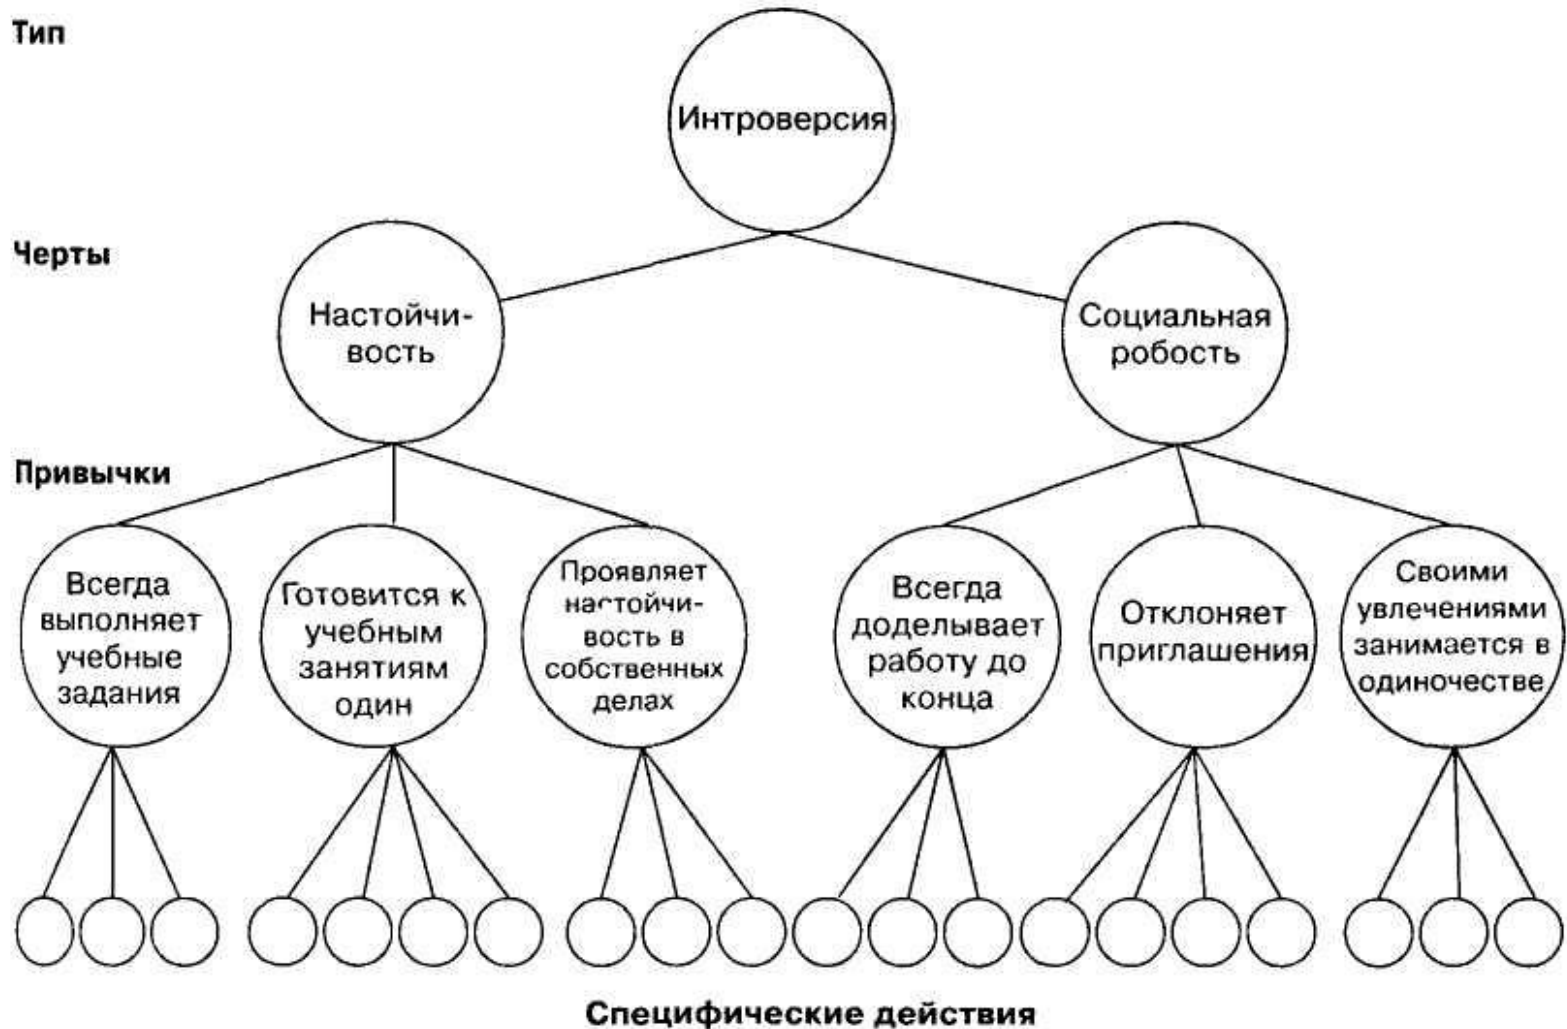 Тип
Интроверсия
Черты
Настойчи-
вость
Социальная
робость
Привычки
Всегда
выполняет
учебные
задания
Готовится к
учебным
занятиям
один
Проявляет
настойчи-
вость в
собственных
делах
Всегда
доделывает
работу до
конца
Отклоняет
приглашения
Своими
увлечениями
занимается в
одиночестве
Специфические действия